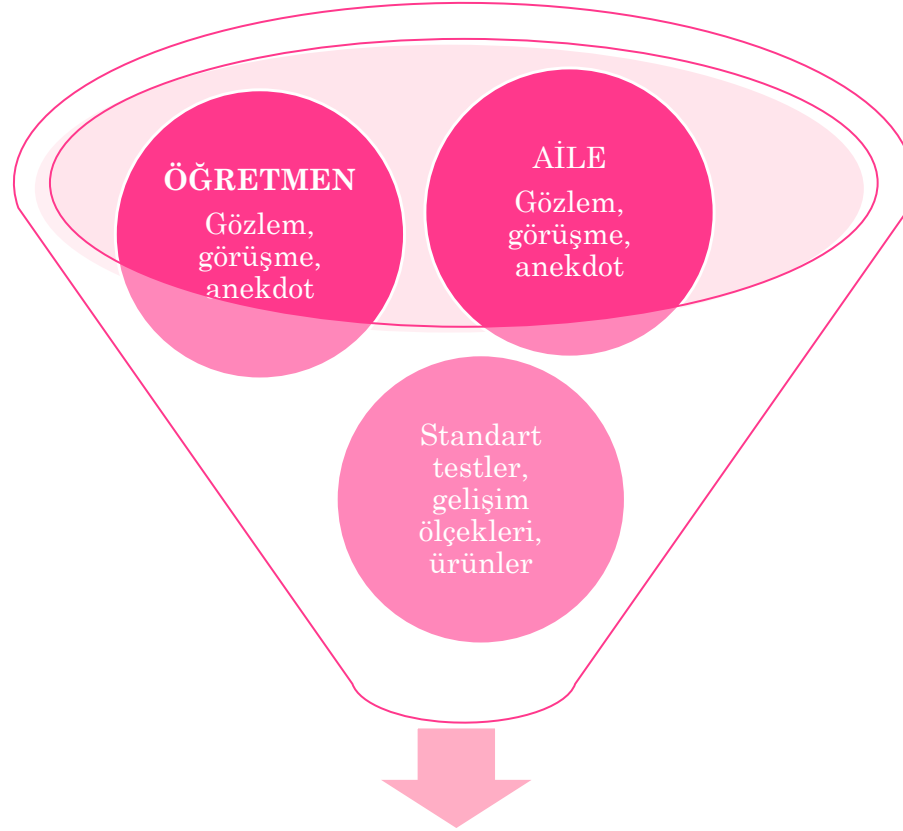 ÖĞRETMEN
Gözlem,
görüşme,
anekdot
AİLE
Gözlem,
görüşme,
anekdot
Standart
testler,
gelişim
ölçekleri,
ürünler